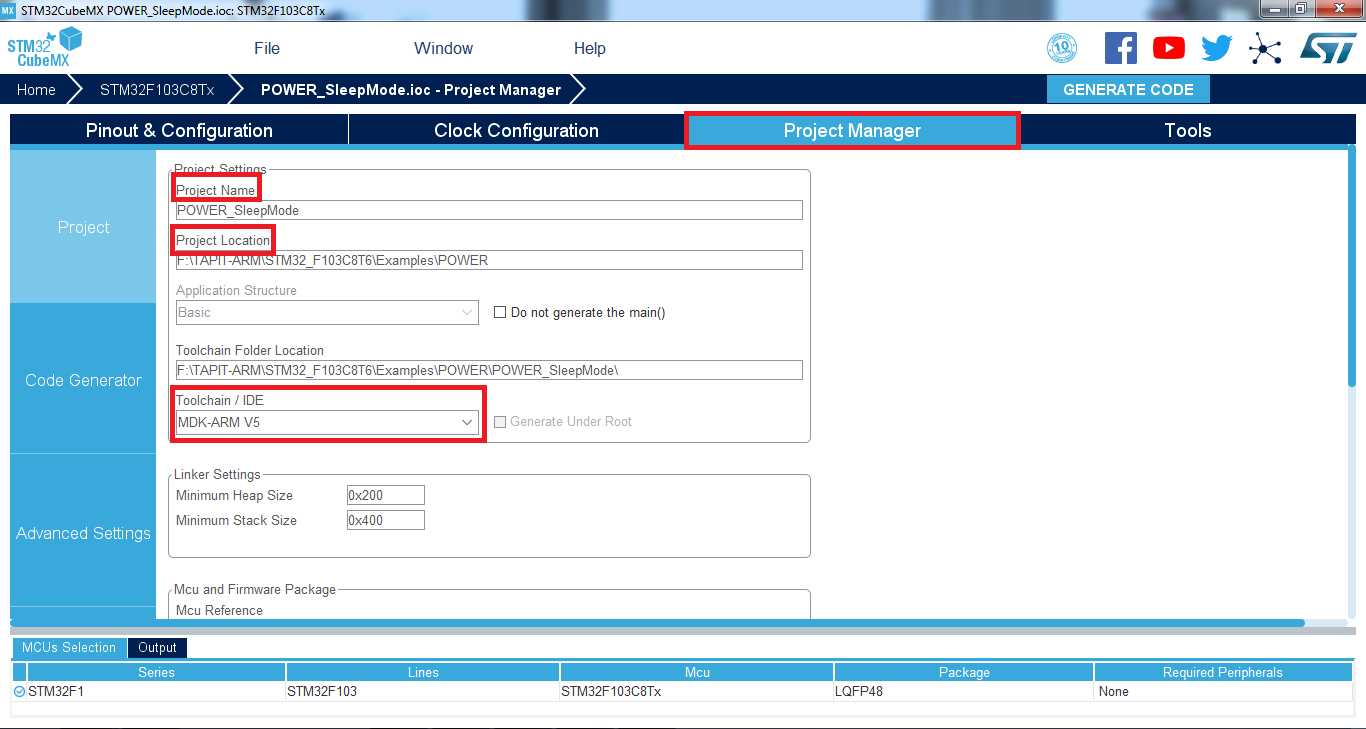 MX STM32CubeMX POWER_SleepMode.ioc: STM32F103C8Tx
STM32 CubeMX
File Window Help
10
ST
Home STM32F103C8Tx POWER_SleepMode.ioc - Project Manager GENERATE CODE
Pinout & Configuration Clock Configuration Project Manager Tools
Project
Code Generator
Advanced Settings
Project Settings
Project Name
POWER_SleepMode
Project Location
F:\TAPIT-ARM\STM32_F103C8T6\Examples\POWER
Application Structure
Basic Do not generate the main()
Toolchain Folder Location
F:\TAPIT-ARM\STM32_F103C8T6\Examples\POWER\POWER_SleepMode\
Toolchain / IDE
MDK-ARM V5 Generate Under Root
Linker Settings
Minimum Heap Size 0x200
Minimum Stack Size 0x400
Mcu and Firmware Package
Mcu Reference
MCUs Selection Output
Series Lines Mcu Package Required Peripherals
STM32F1 STM32F103 STM32F103C8Tx LQFP48 None